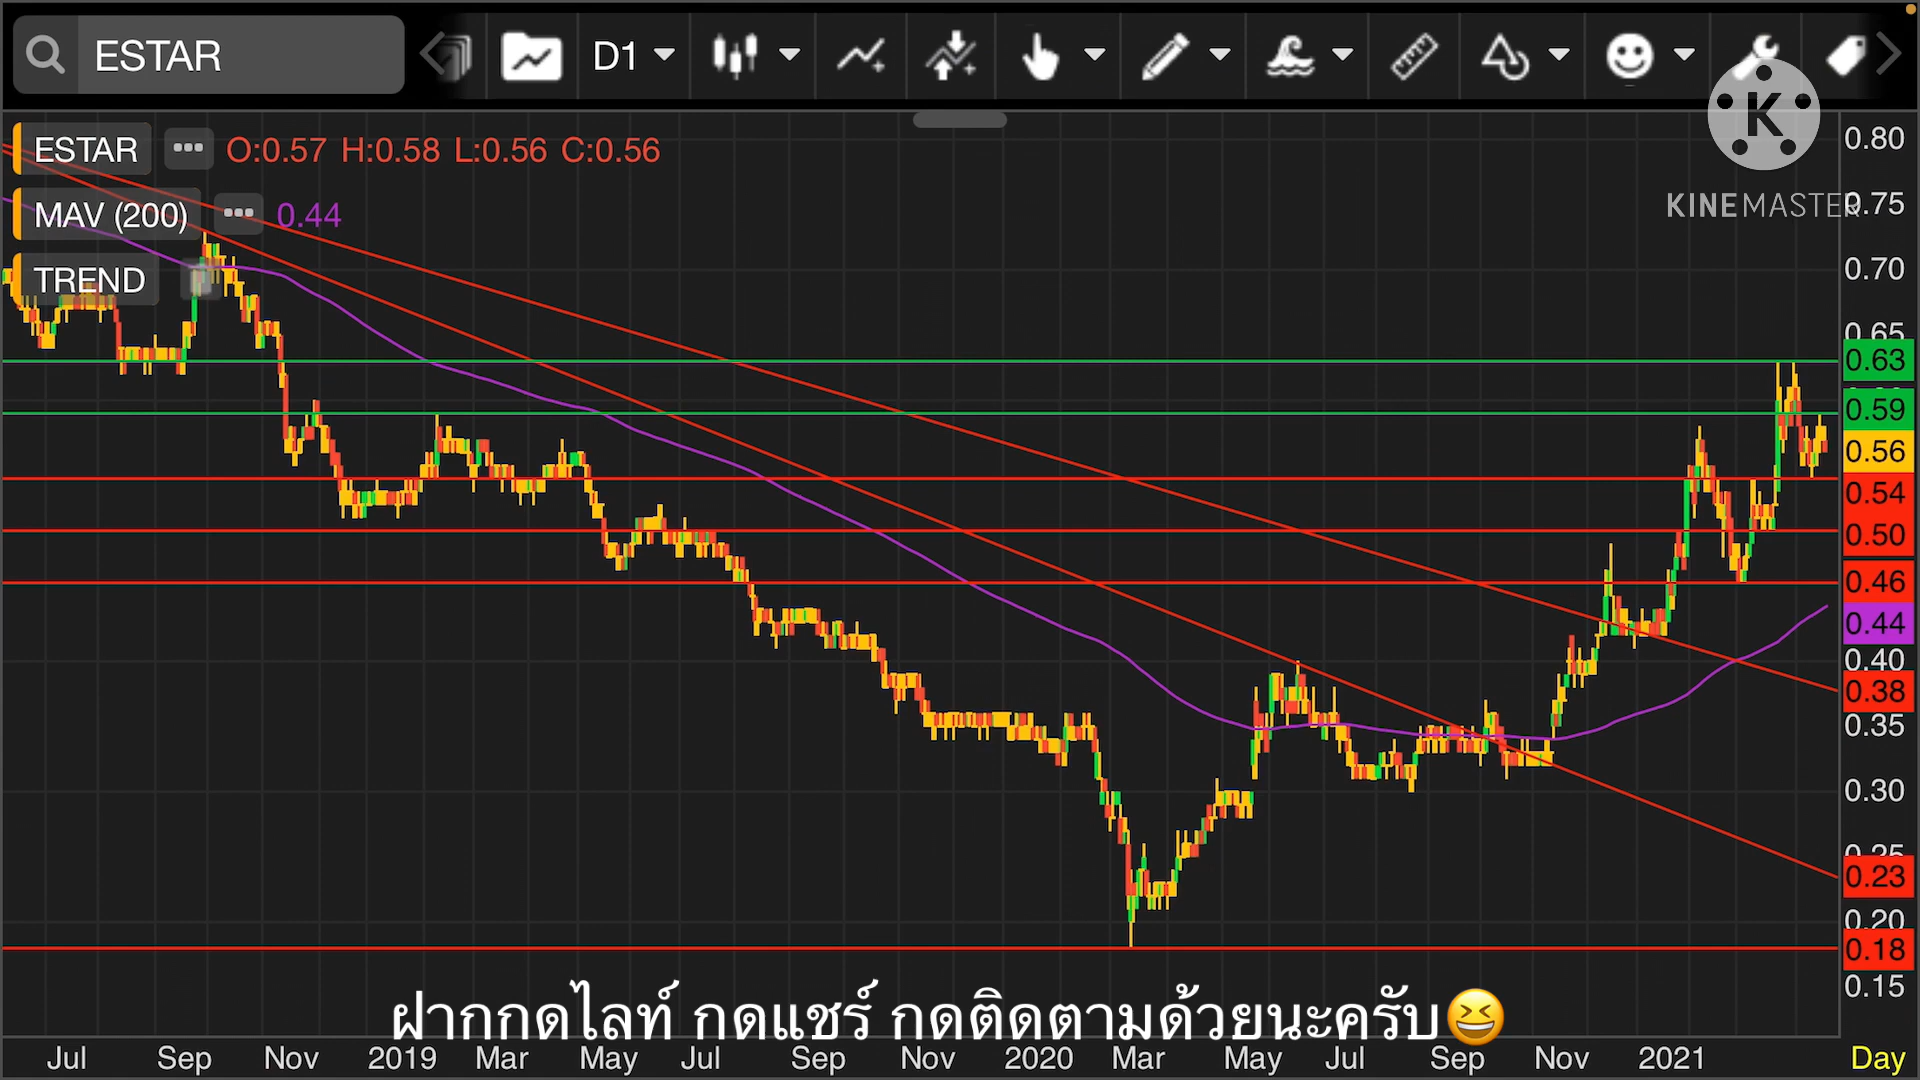 ESTAR
D1
ESTAR
O:0.57 H:0.58 L:0.56 C:0.56
MAV (200)
0.44
TREND
K
KINEMASTER
0.80
0.75
0.70
0.65
0.63
0.59
0.56
0.54
0.50
0.46
0.44
0.40
0.38
0.35
0.30
0.25
0.23
0.20
0.18
0.15
ฝากกดไลท์ กดแชร์ กดติดตามด้วยนะครับ😆
Jul Sep Nov 2019 Mar May Jul Sep Nov 2020 Mar May Jul Sep Nov 2021 Day